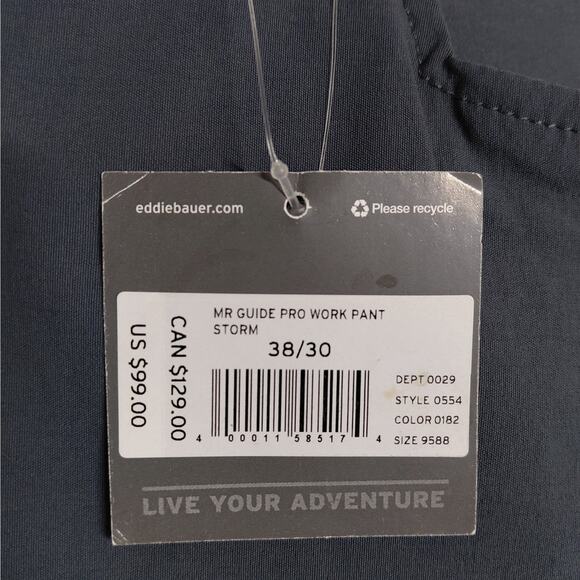 eddiebauer.com
Please recycle
MR GUIDE PRO WORK PANT
STORM
38/30
US $99.00
CAN $129.00
4 00011 58517 4
DEPT 0029
STYLE 0554
COLOR 0182
SIZE 9588
LIVE YOUR ADVENTURE